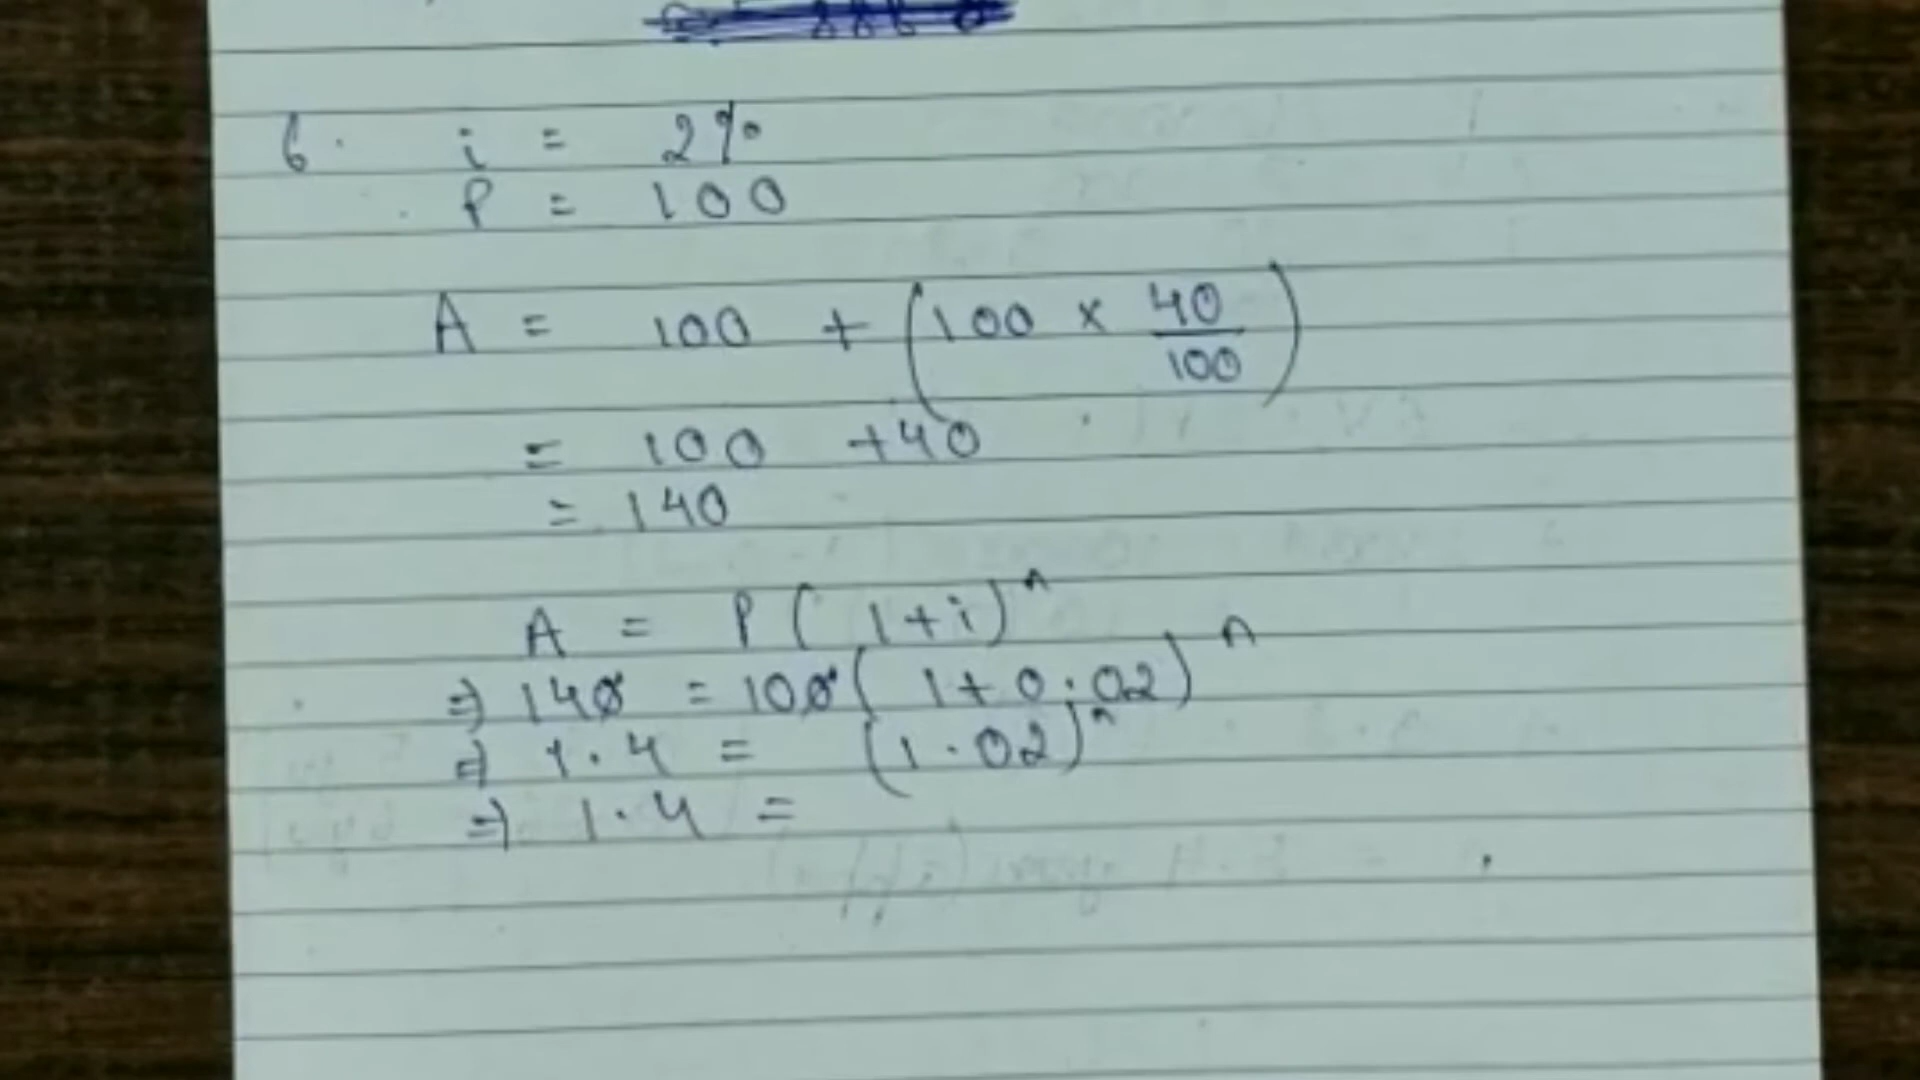 6. i = 2%
P = 100
A = 100 + (100 × 40/100)
= 100 +40
= 140
A = P(1+i)^n
⇒ 140 = 100(1+0.02)^n
⇒ 1.4 = (1.02)^n
⇒ 1.4 =